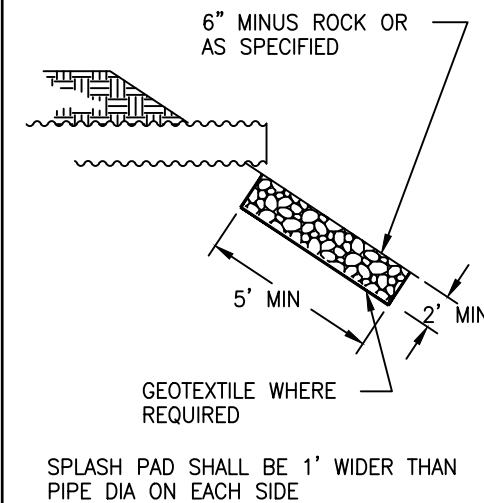 6" MINUS ROCK OR
AS SPECIFIED
5' MIN
2' MIN
GEOTEXTILE WHERE
REQUIRED
SPLASH PAD SHALL BE 1' WIDER THAN
PIPE DIA ON EACH SIDE